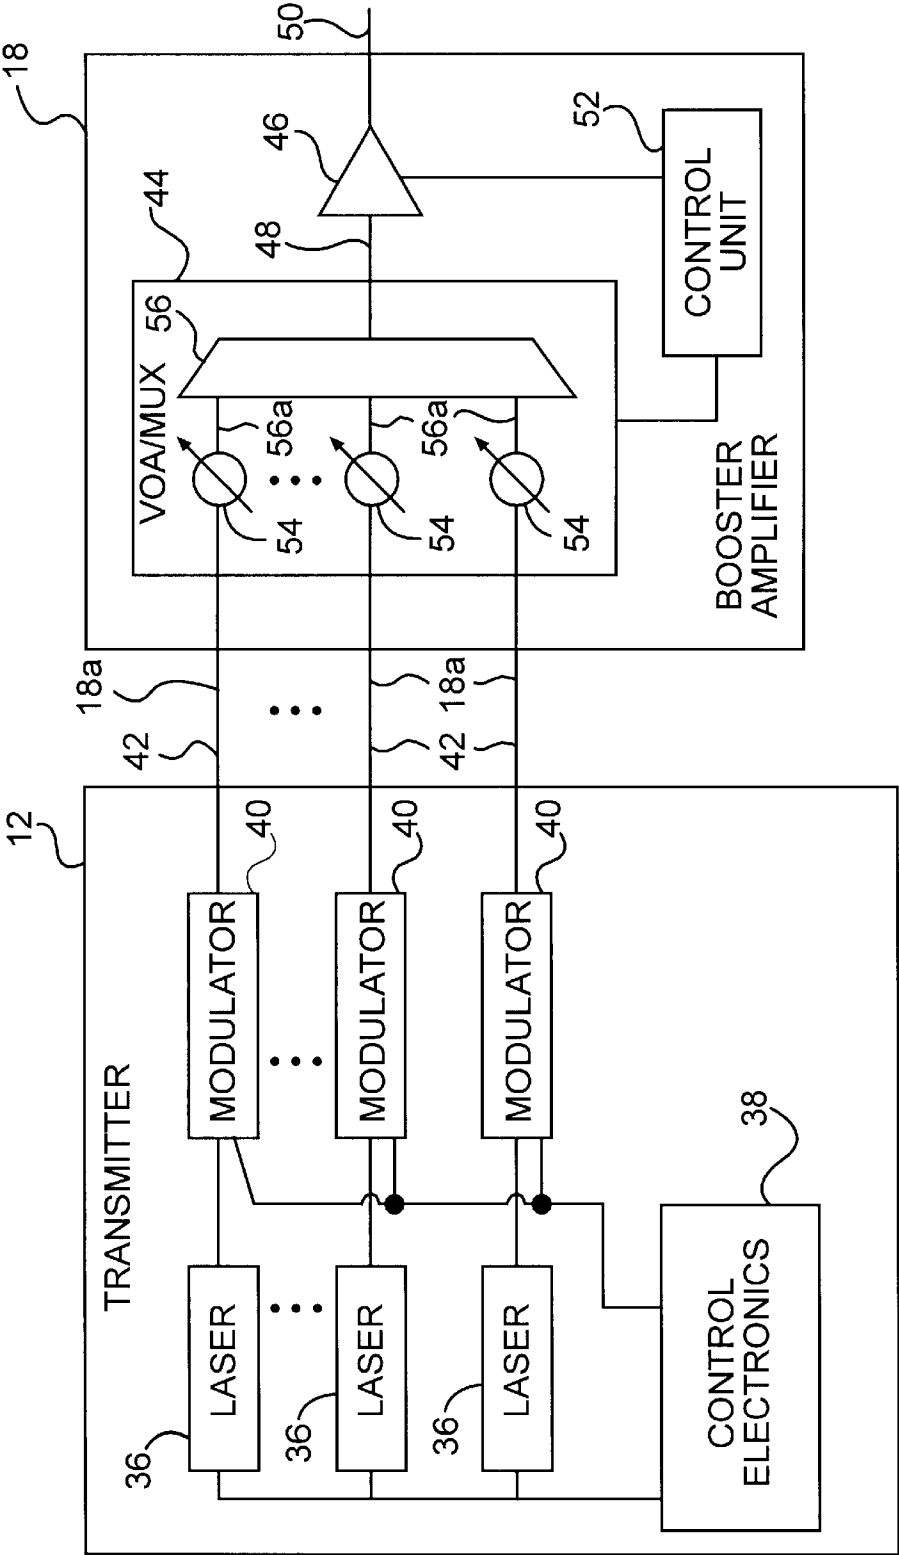 12
TRANSMITTER
36
LASER
MODULATOR
40
36
LASER
MODULATOR
40
36
LASER
MODULATOR
40
CONTROL
ELECTRONICS
38
42
18a
42
18a
18
44
VOA/MUX
56
54
56a
54
56a
54
48
46
50
52
CONTROL
UNIT
BOOSTER
AMPLIFIER